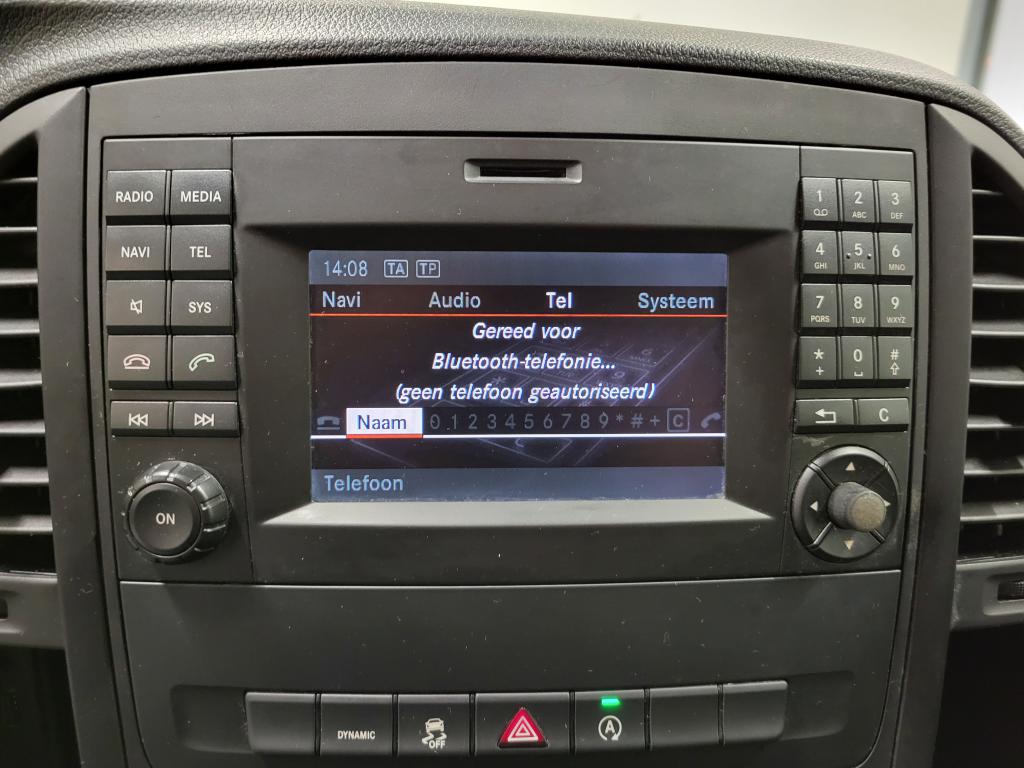 RADIO MEDIA
NAVI TEL
SYS
ON
14:08 TA TP
Navi Audio Tel Systeem
Gereed voor
Bluetooth-telefonie...
(geen telefoon geautoriseerd)
Naam 0 1 2 3 4 5 6 7 8 9 * # + C
Telefoon
1 2 3
ABC DEF
4 5 6
GHI JKL MNO
7 8 9
PQRS TUV WXYZ
* 0 #
+
C
DYNAMIC
OFF
A